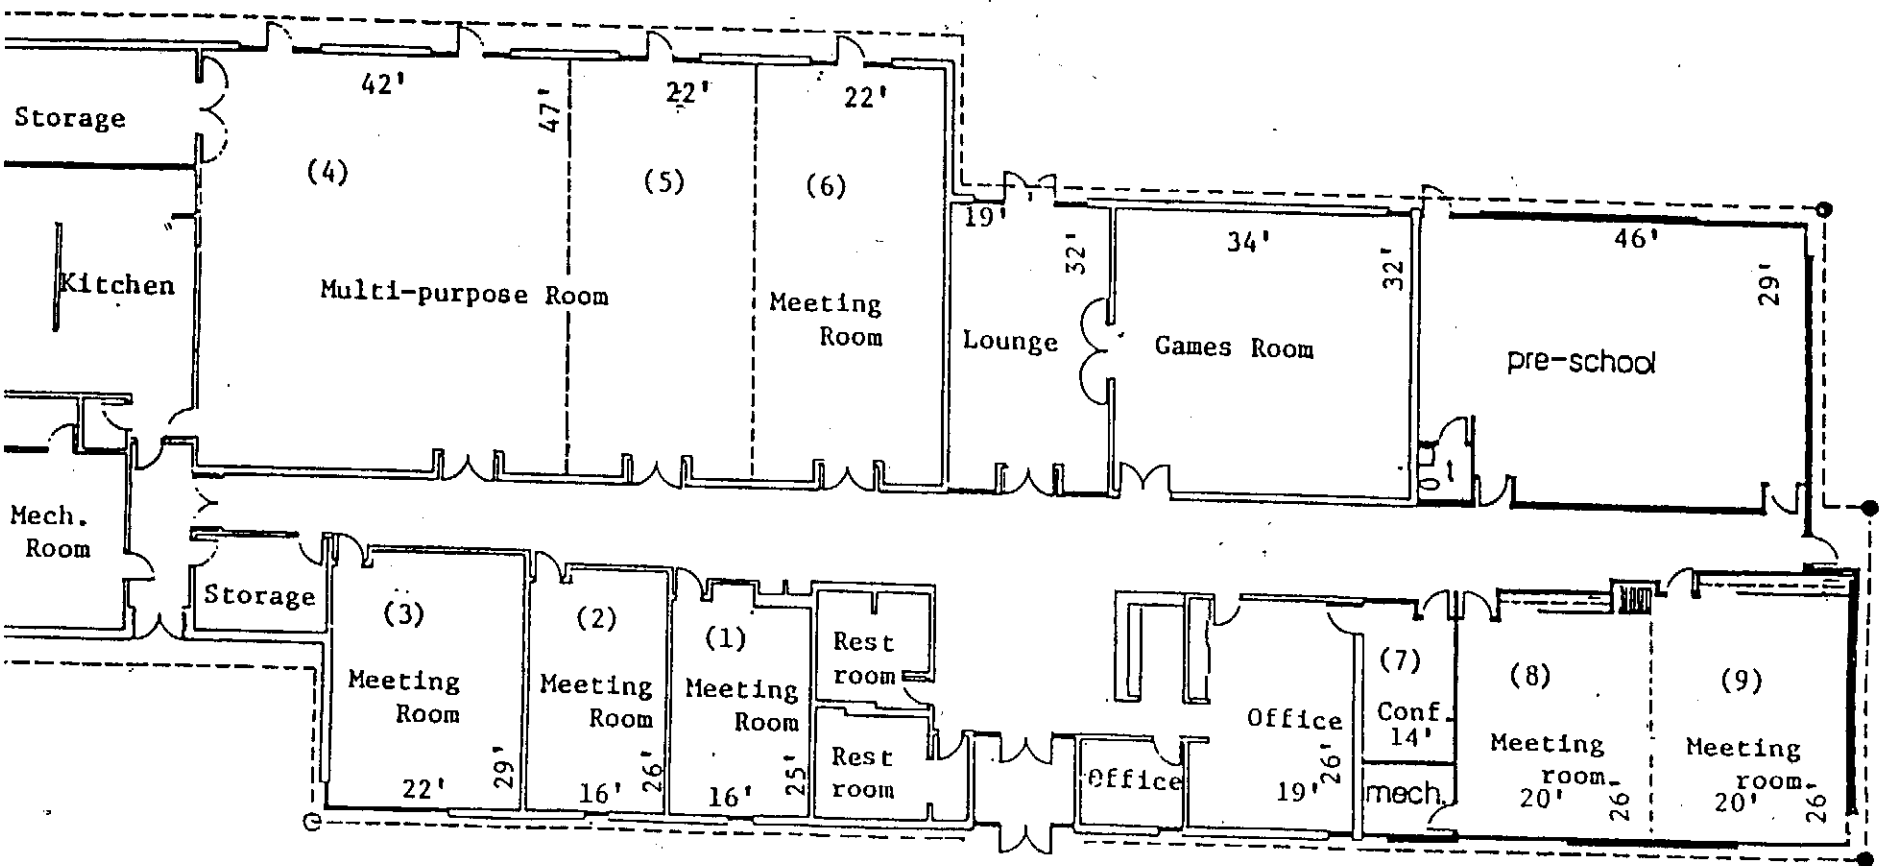 42'
47'
22'
22'
Storage
(4)
(5)
(6)
19'
32'
34'
32'
46'
29'
Kitchen
Multi-purpose Room
Meeting
Room
Lounge
Games Room
pre-school
Mech.
Room
Storage
(3)
Meeting
Room
22'
29'
(2)
Meeting
Room
16'
26'
(1)
Meeting
Room
16'
25'
Rest
room
Rest
room
Office
Office
19'
26'
(7)
Conf.
14'
mech.
(8)
Meeting
room.
20'
26'
(9)
Meeting
room.
20'
26'